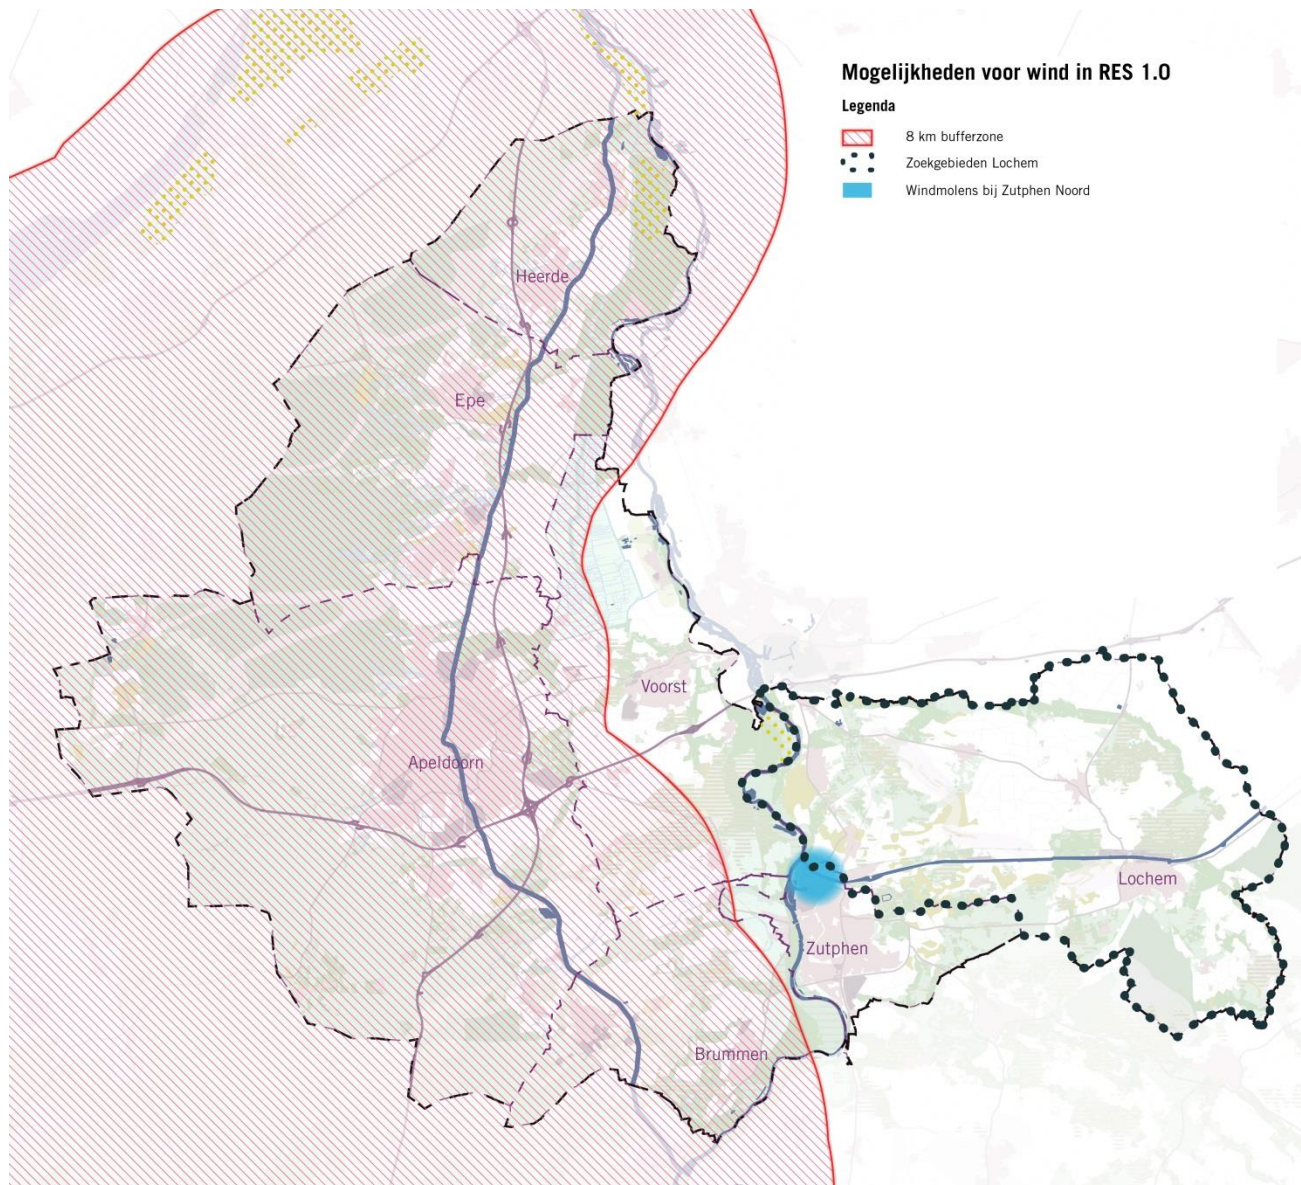 Mogelijkheden voor wind in RES 1.0
Legenda
8 km bufferzone
Zoekgebieden Lochem
Windmolens bij Zutphen Noord
Heerde
Epe
Voorst
Apeldoorn
Lochem
Zutphen
Brummen